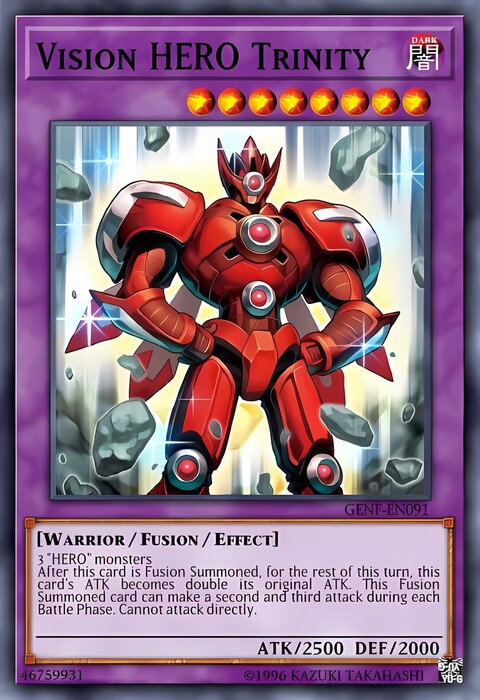 Vision HERO Trinity
DARK
闇
GENF-EN091
[Warrior / Fusion / Effect]
3 "HERO" monsters
After this card is Fusion Summoned, for the rest of this turn, this
card's ATK becomes double its original ATK. This Fusion
Summoned card can make a second and third attack during each
Battle Phase. Cannot attack directly.
ATK/2500 DEF/2000
46759931
©1996 KAZUKI TAKAHASHI